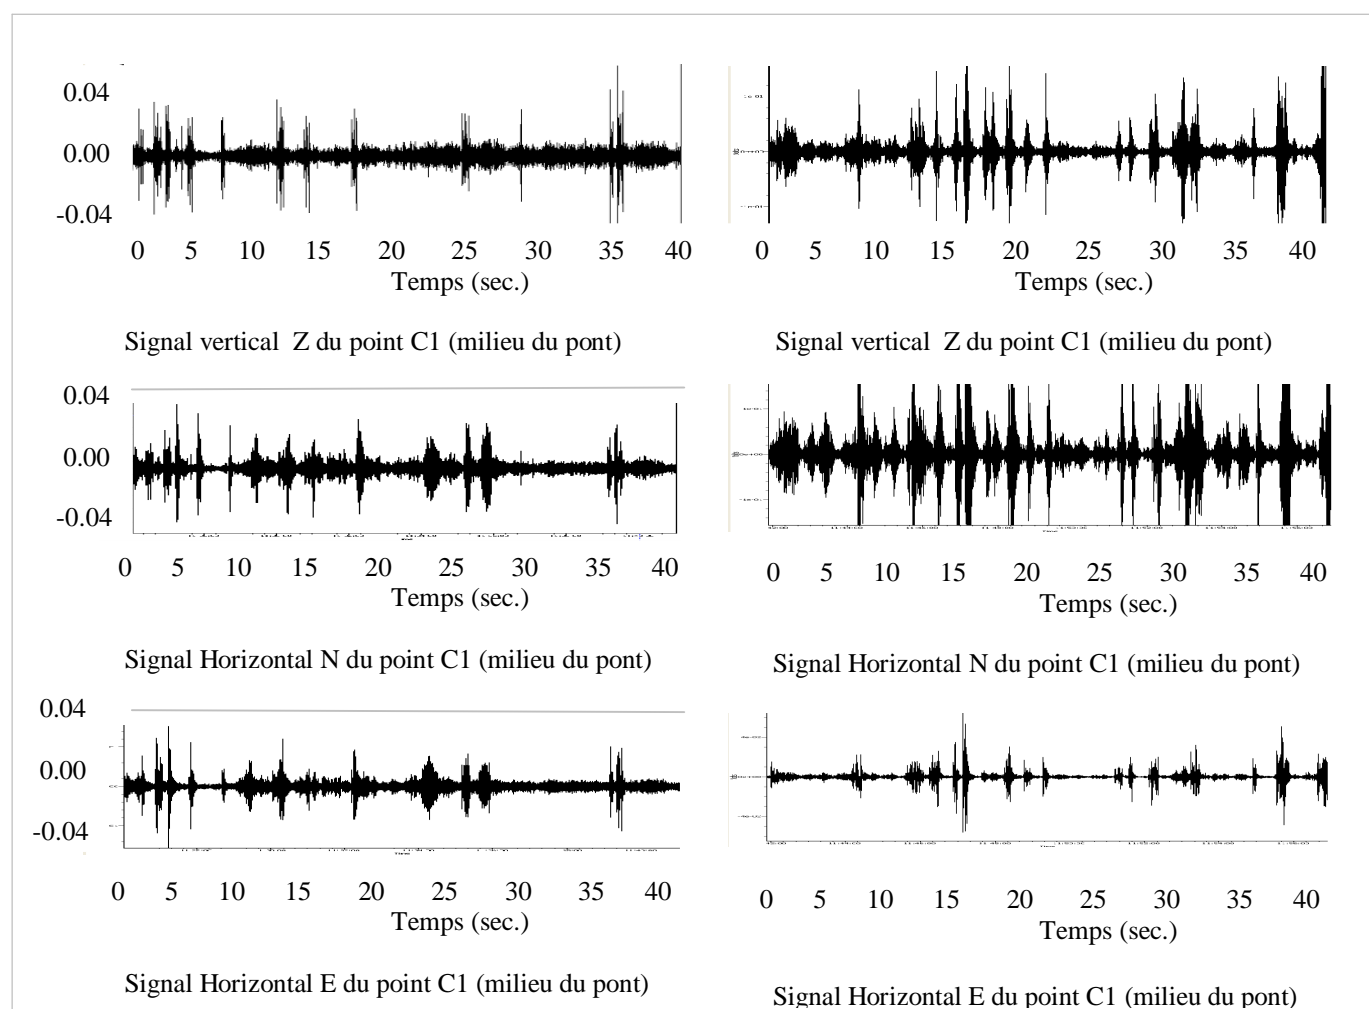 0.04
0.00
-0.04
0 5 10 15 20 25 30 35 40
Temps (sec.)
Signal vertical Z du point C1 (milieu du pont)
0 5 10 15 20 25 30 35 40
Temps (sec.)
Signal vertical Z du point C1 (milieu du pont)
0.04
0.00
-0.04
0 5 10 15 20 25 30 35 40
Temps (sec.)
Signal Horizontal N du point C1 (milieu du pont)
0 5 10 15 20 25 30 35 40
Temps (sec.)
Signal Horizontal N du point C1 (milieu du pont)
0.04
0.00
-0.04
0 5 10 15 20 25 30 35 40
Temps (sec.)
Signal Horizontal E du point C1 (milieu du pont)
0 5 10 15 20 25 30 35 40
Temps (sec.)
Signal Horizontal E du point C1 (milieu du pont)